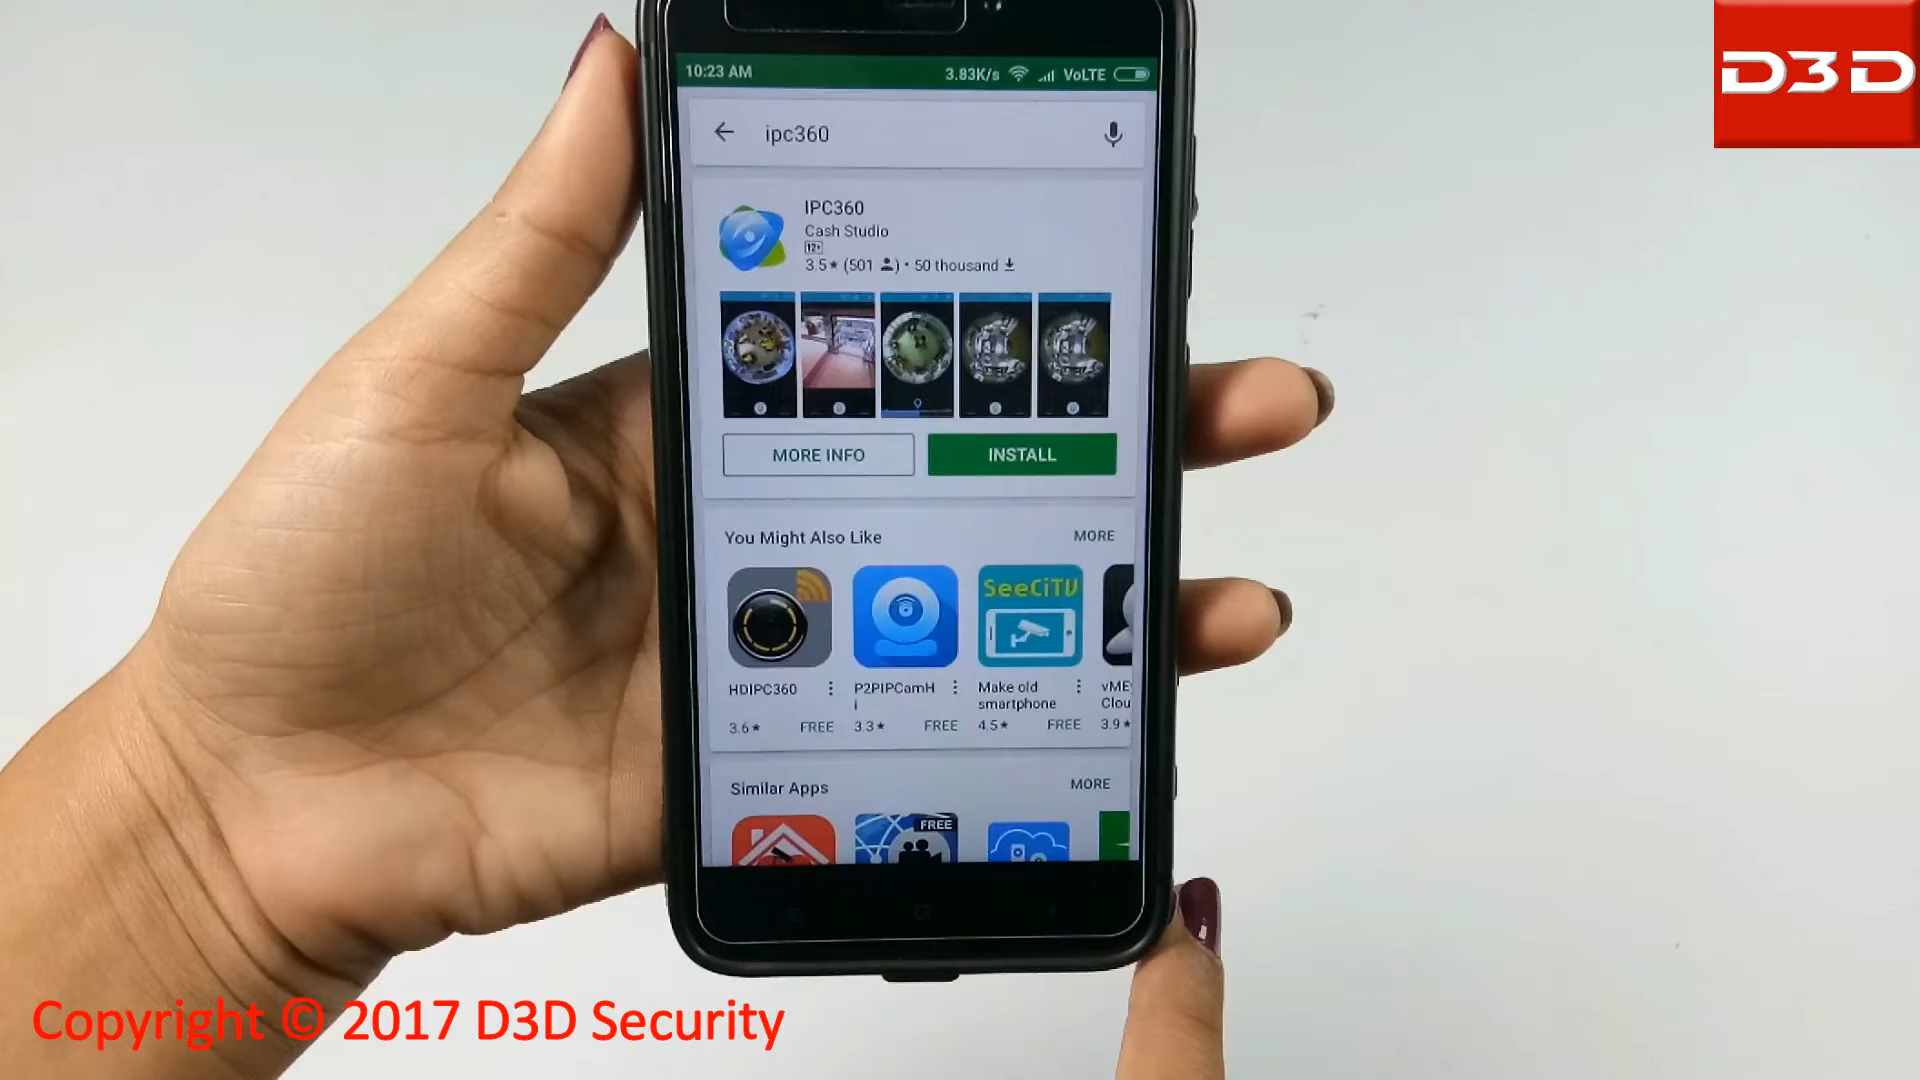 D3D
10:23 AM 3.83K/s VoLTE
ipc360
IPC360
Cash Studio
12+
3.5★ (501) • 50 thousand
MORE INFO
INSTALL
You Might Also Like
MORE
SeeCiTV
HDIPC360
P2PIPCamH
i
Make old
smartphone
vME
Clou
3.6★ FREE
3.3★ FREE
4.5★ FREE
3.9★
Similar Apps
MORE
FREE
Copyright © 2017 D3D Security